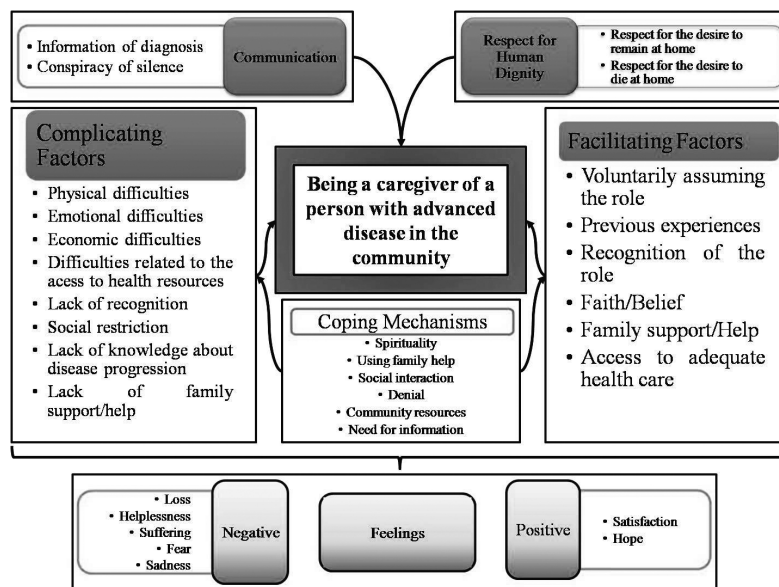 • Information of diagnosis
• Conspiracy of silence
Communication
Respect for
Human
Dignity
• Respect for the desire to
remain at home
• Respect for the desire to
die at home
Complicating
Factors
• Physical difficulties
• Emotional difficulties
• Economic difficulties
• Difficulties related to the
acess to health resources
• Lack of recognition
• Social restriction
• Lack of knowledge about
disease progression
• Lack of family
support/help
Being a caregiver of a
person with advanced
disease in the
community
Facilitating Factors
• Voluntarily assuming
the role
• Previous experiences
• Recognition of the
role
• Faith/Belief
• Family support/Help
• Access to adequate
health care
Coping Mechanisms
• Spirituality
• Using family help
• Social interaction
• Denial
• Community resources
• Need for information
• Loss
• Helplessness
• Suffering
• Fear
• Sadness
Negative
Feelings
Positive
• Satisfaction
• Hope